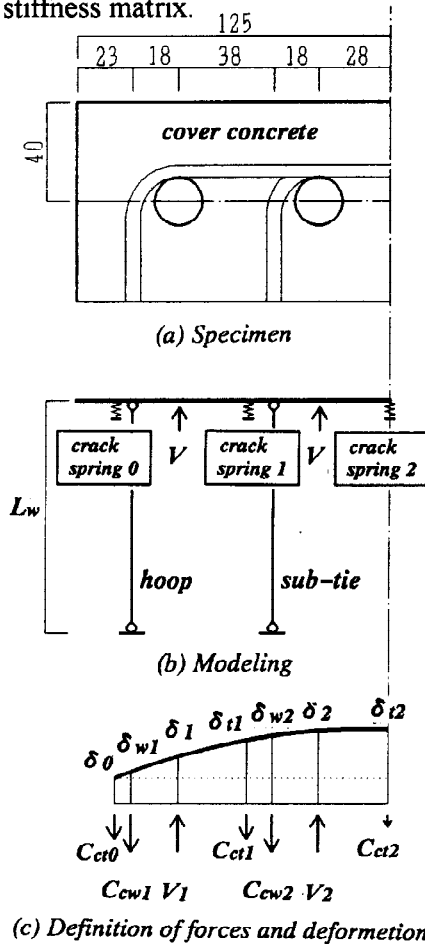 stiffness matrix.
125
23 18 38 18 28
40
cover concrete
(a) Specimen
crack spring 0
V
crack spring 1
V
crack spring 2
Lw
hoop
sub-tie
(b) Modeling
δ0 δw1 δ1 δt1 δw2 δ2 δt2
Cct0 Cct1 Cct2
Ccw1 V1 Ccw2 V2
(c) Definition of forces and deformetion